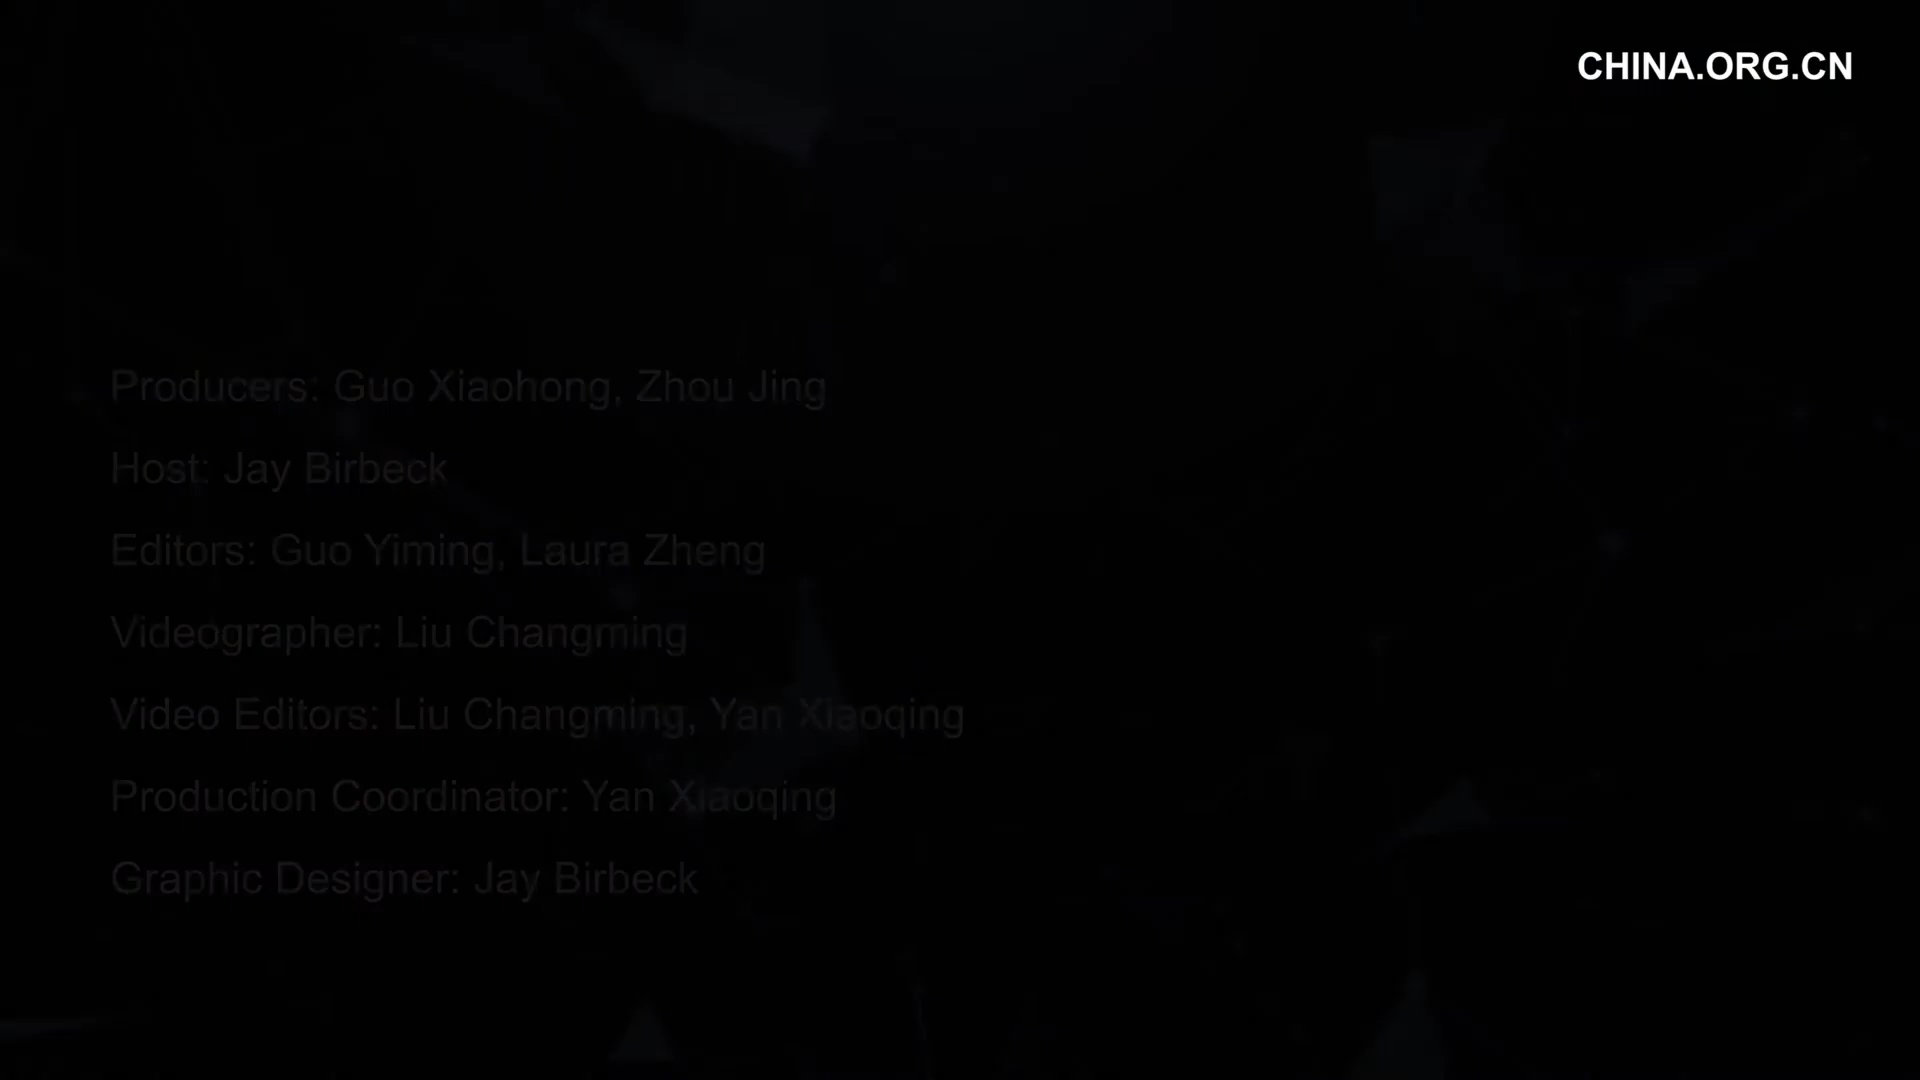 CHINA.ORG.CN
Producers: Guo Xiaohong, Zhou Jing
Host: Jay Birbeck
Editors: Guo Yiming, Laura Zheng
Videographer: Liu Changming
Video Editors: Liu Changming, Yan Xiaoqing
Production Coordinator: Yan Xiaoqing
Graphic Designer: Jay Birbeck